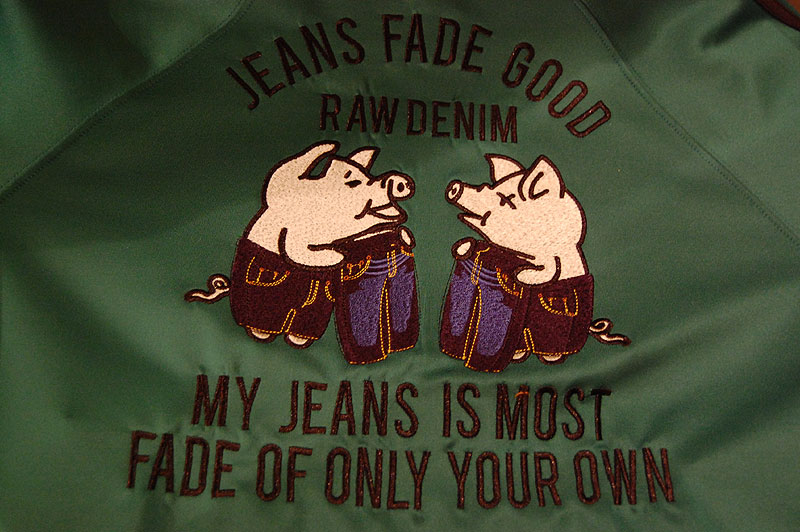 JEANS FADE GOOD
RAW DENIM
MY JEANS IS MOST
FADE OF ONLY YOUR OWN